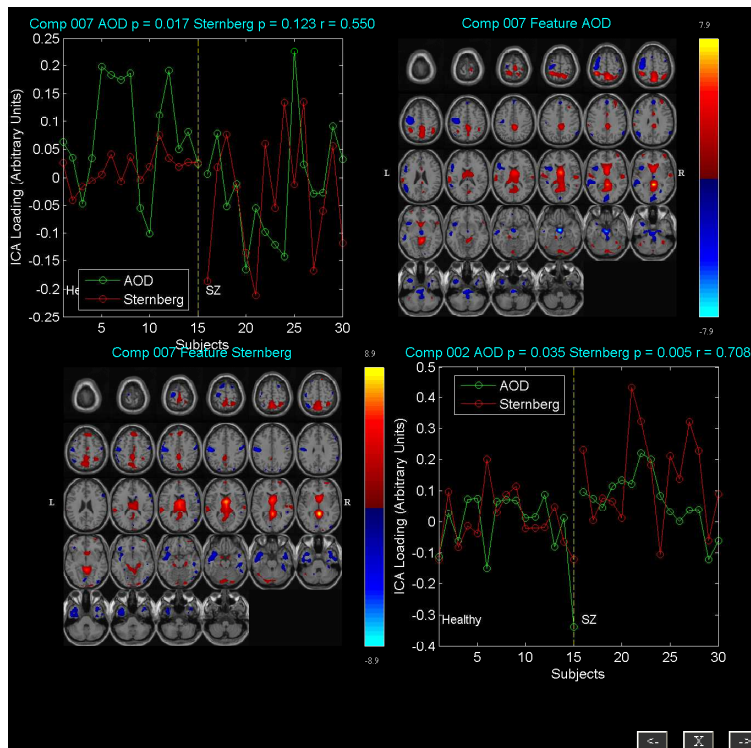 Comp 007 AOD p = 0.017 Sternberg p = 0.123 r = 0.550
0.25
0.2
0.15
0.1
0.05
0
-0.05
-0.1
-0.15
-0.2
-0.25
ICA Loading (Arbitrary Units)
AOD
Sternberg
He
SZ
5
10
15
20
25
30
Subjects
Comp 007 Feature AOD
L
R
7.9
-7.9
Comp 007 Feature Sternberg
L
R
8.9
-8.9
Comp 002 AOD p = 0.035 Sternberg p = 0.005 r = 0.708
0.5
0.4
0.3
0.2
0.1
0
-0.1
-0.2
-0.3
-0.4
ICA Loading (Arbitrary Units)
AOD
Sternberg
Healthy
SZ
5
10
15
20
25
30
Subjects
<-
X
->